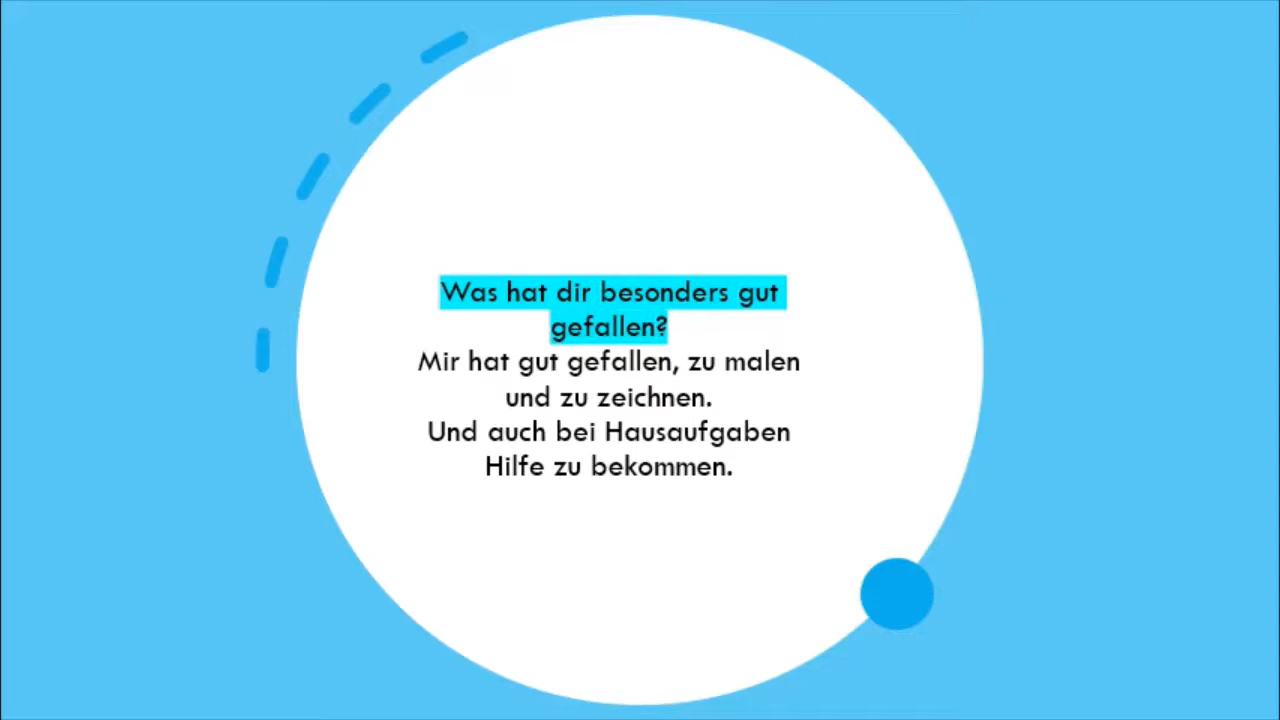 Was hat dir besonders gut
gefallen?
Mir hat gut gefallen, zu malen
und zu zeichnen.
Und auch bei Hausaufgaben
Hilfe zu bekommen.